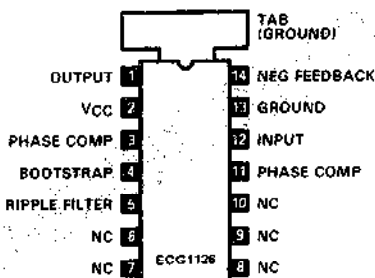 TAB
(GROUND)
OUTPUT 1 14 NEG FEEDBACK
VCC 2 13 GROUND
PHASE COMP 3 12 INPUT
BOOTSTRAP 4 11 PHASE COMP
RIPPLE FILTER 5 10 NC
NC 6 9 NC
NC 7 ECG1126 8 NC